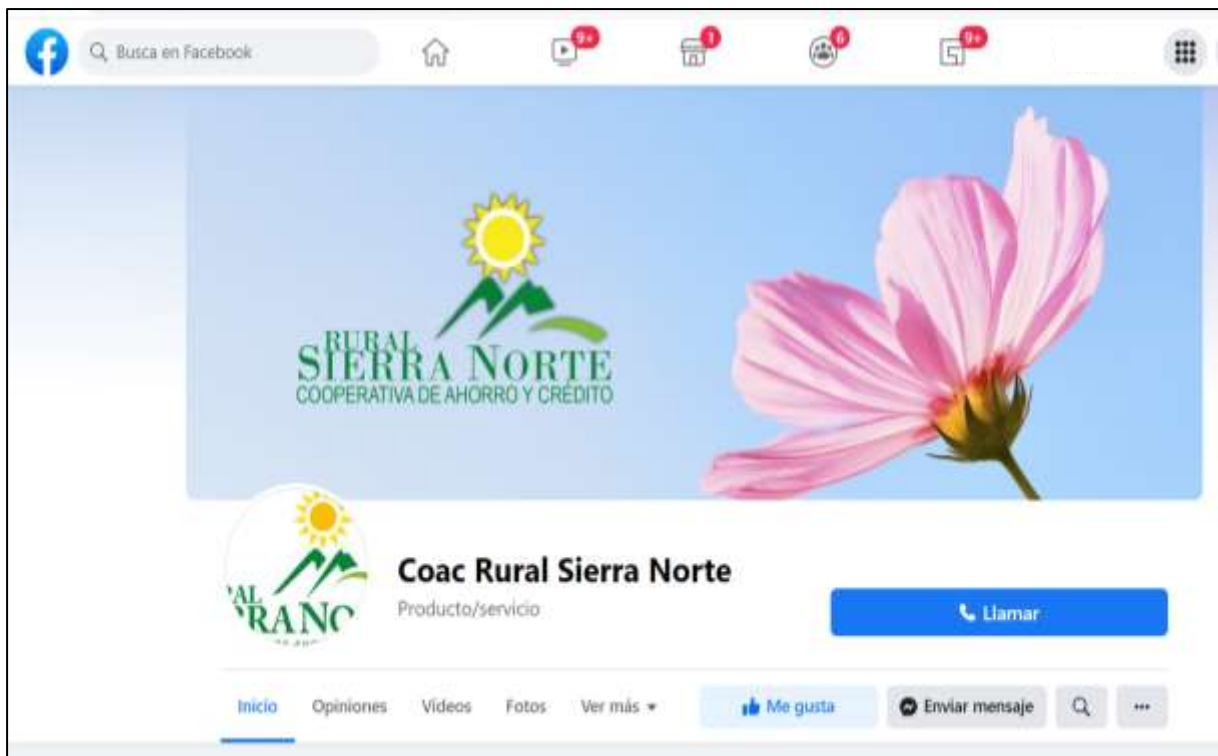 Busca en Facebook
9+
1
6
9+
RURAL
SIERRA NORTE
COOPERATIVA DE AHORRO Y CRÉDITO
Coac Rural Sierra Norte
Producto/servicio
Llamar
Inicio Opiniones Vídeos Fotos Ver más
Me gusta Enviar mensaje